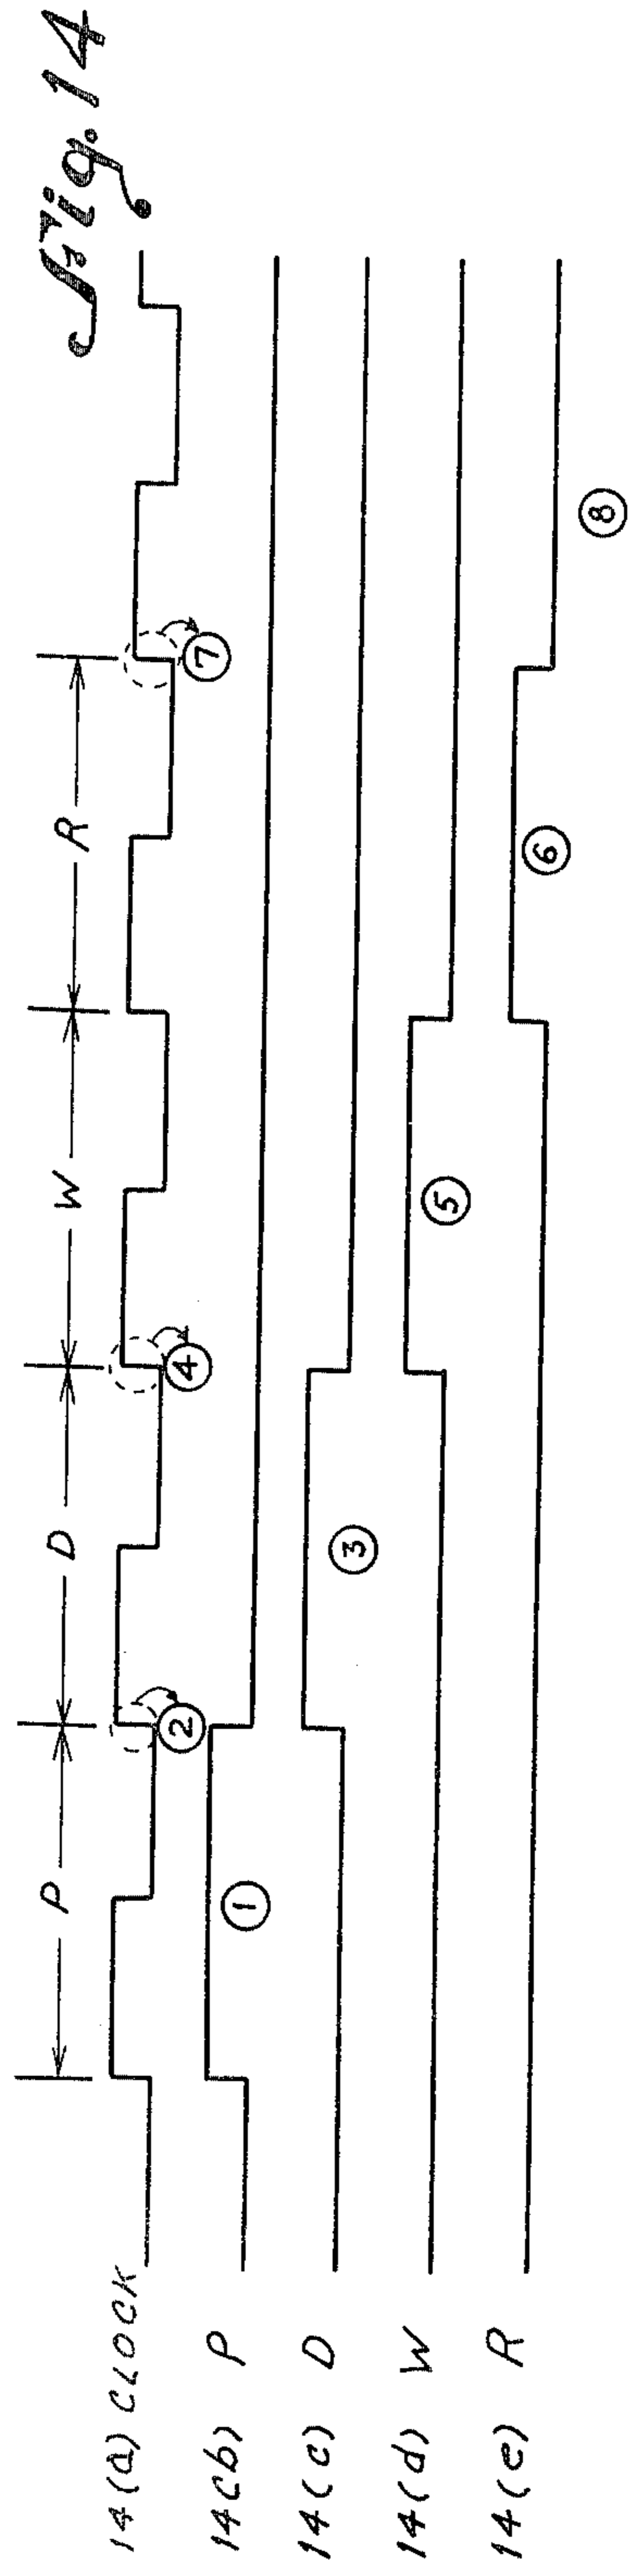 Fig. 14
P D W R
14(a) CLOCK
② ④ ⑦
14(b) P
①
14(c) D
③
14(d) W
⑤
14(e) R
⑥
⑧